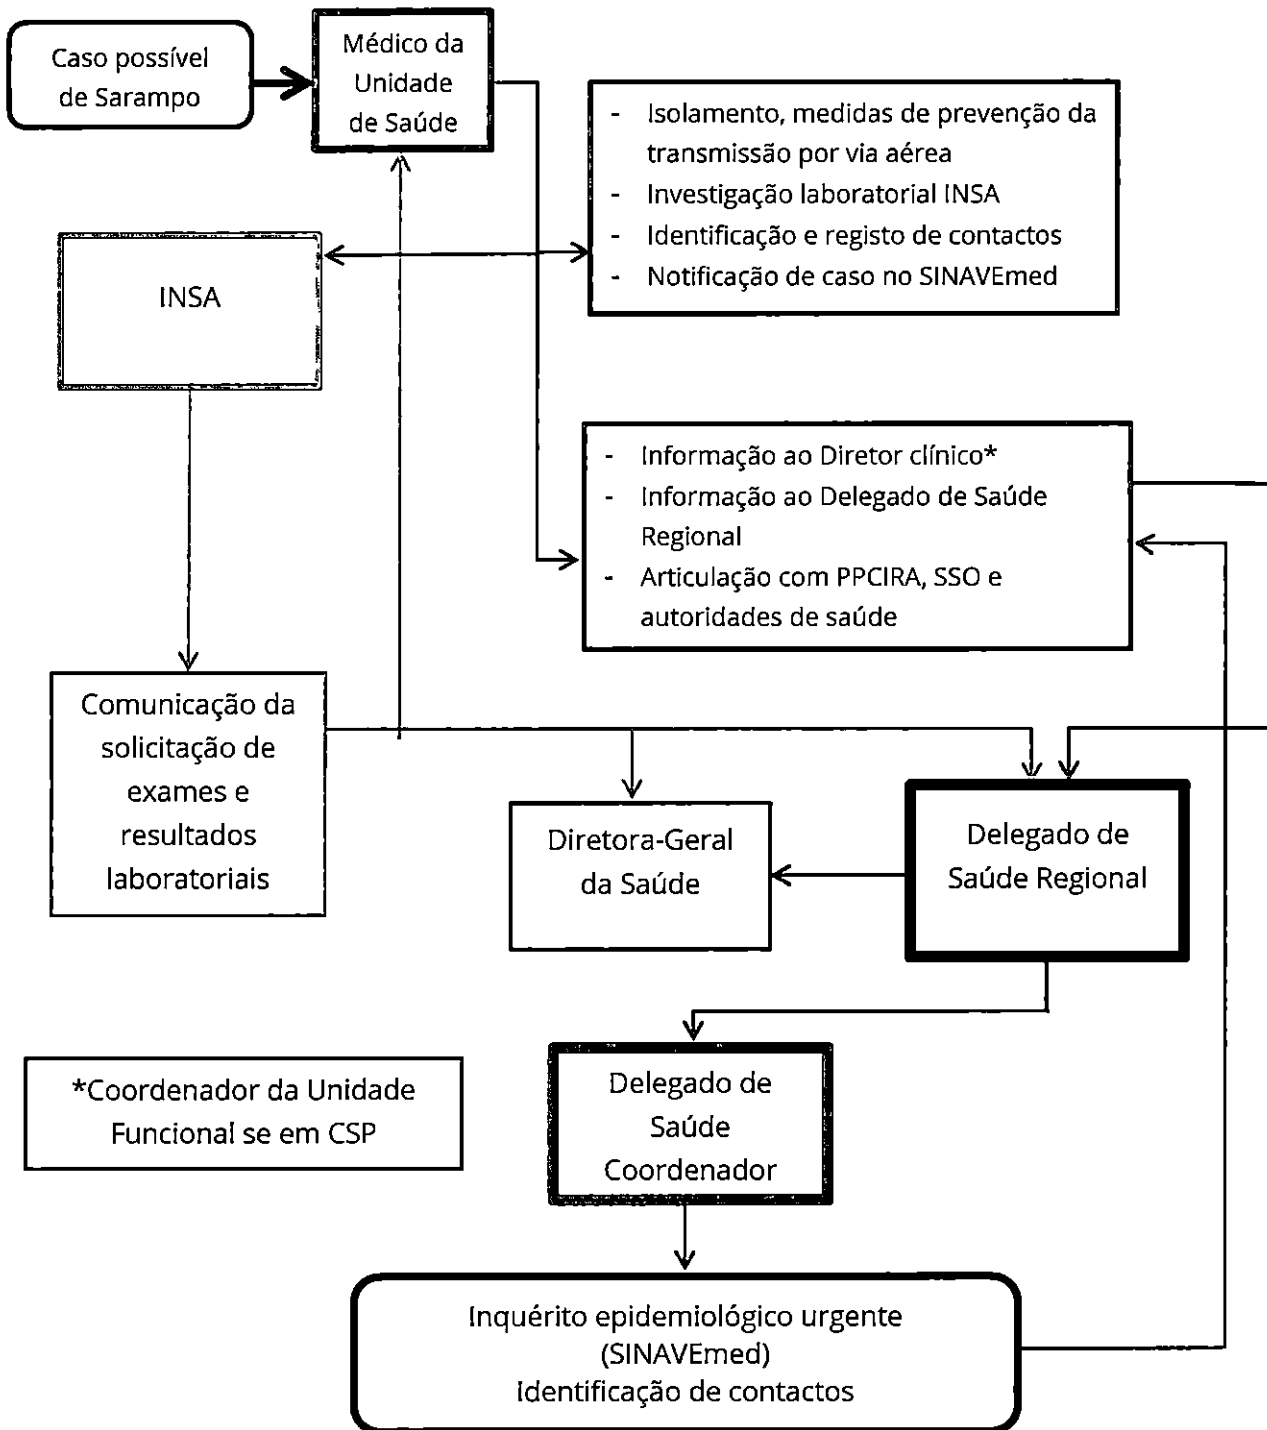 Caso possível
de Sarampo
Médico da
Unidade
de Saúde
- Isolamento, medidas de prevenção da
transmissão por via aérea
- Investigação laboratorial INSA
- Identificação e registo de contactos
- Notificação de caso no SINAVEmed
INSA
- Informação ao Diretor clínico*
- Informação ao Delegado de Saúde
Regional
- Articulação com PPCIRA, SSO e
autoridades de saúde
Comunicação da
solicitação de
exames e
resultados
laboratoriais
Diretora-Geral
da Saúde
Delegado de
Saúde Regional
Delegado de
Saúde
Coordenador
*Coordenador da Unidade
Funcional se em CSP
Inquérito epidemiológico urgente
(SINAVEmed)
Identificação de contactos